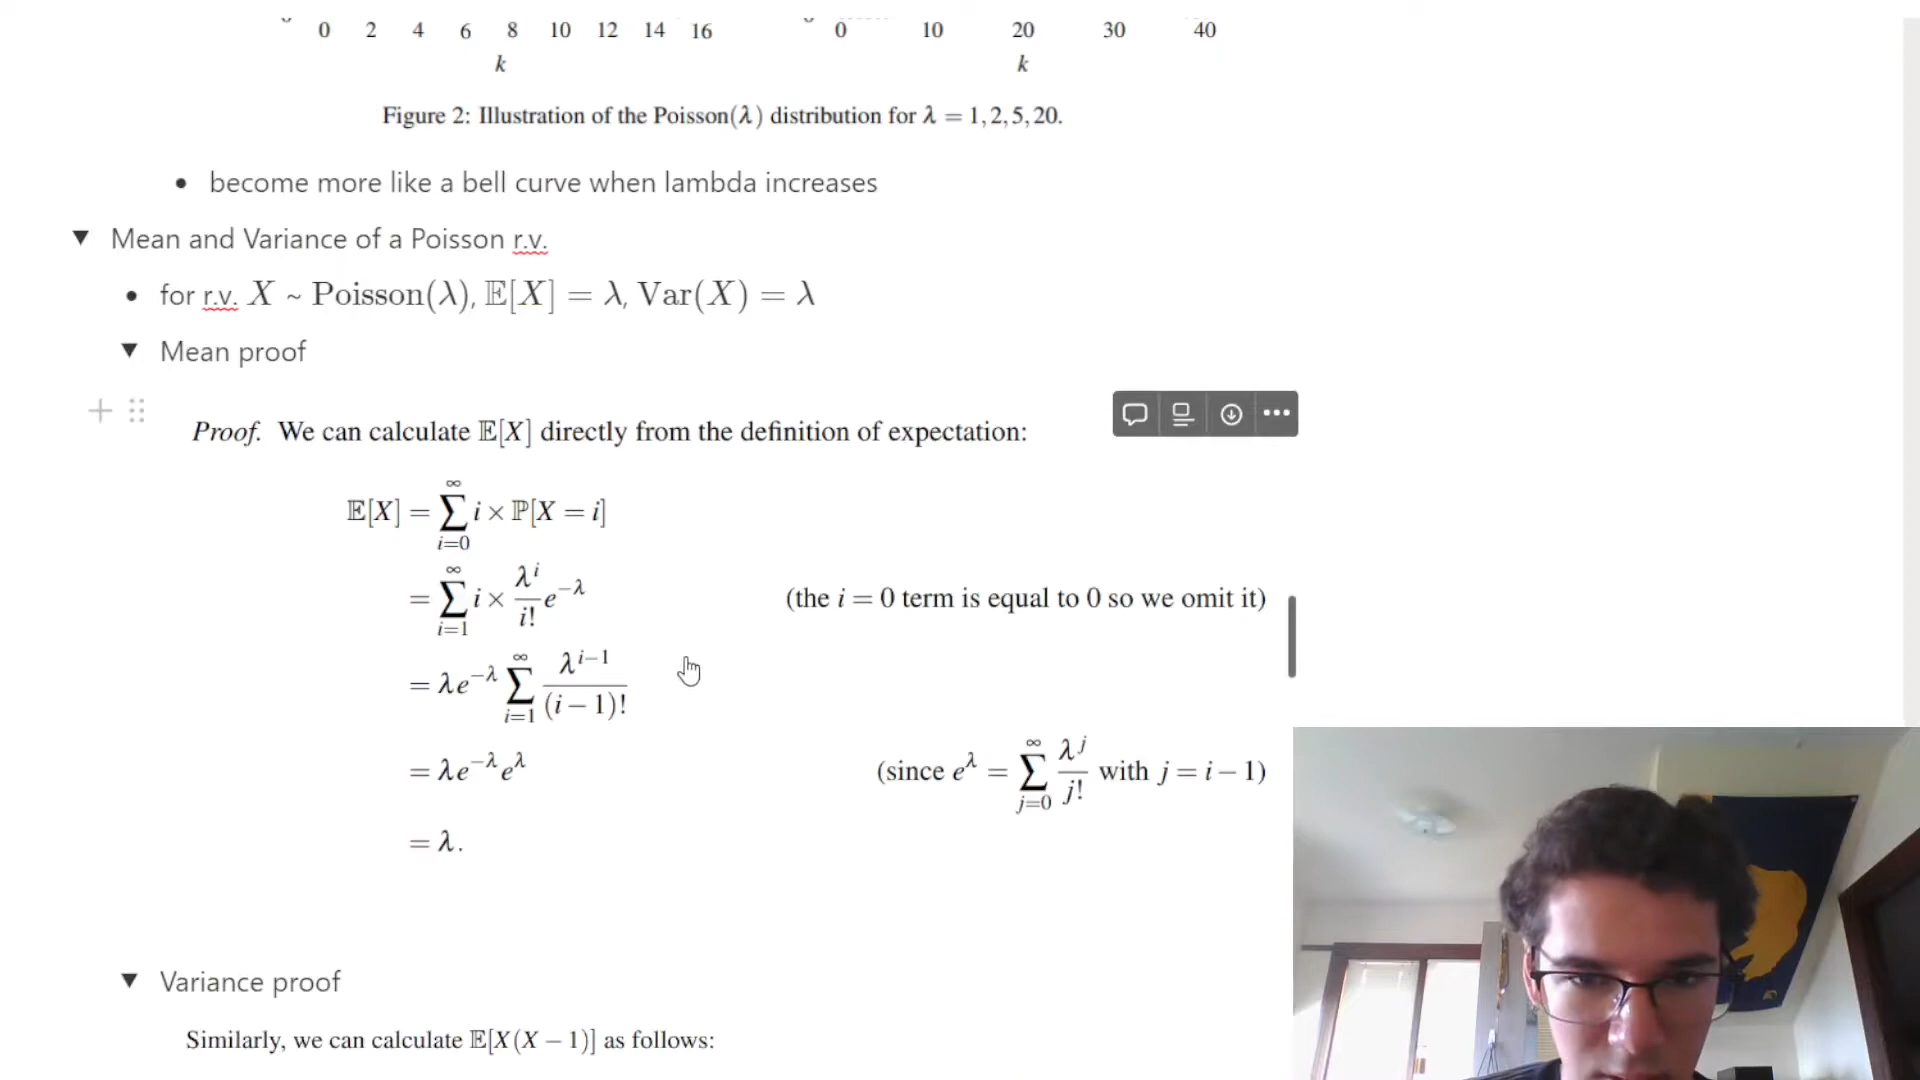 0 2 4 6 8 10 12 14 16 0 10 20 30 40
k k
Figure 2: Illustration of the Poisson(λ) distribution for λ = 1,2,5,20.
• become more like a bell curve when lambda increases
▼ Mean and Variance of a Poisson r.v.
• for r.v. X ~ Poisson(λ), 𝔼[X] = λ, Var(X) = λ
▼ Mean proof
Proof. We can calculate 𝔼[X] directly from the definition of expectation:
𝔼[X] = ∑_{i=0}^{∞} i × ℙ[X = i]
= ∑_{i=1}^{∞} i × \frac{λ^i}{i!} e^{−λ} (the i = 0 term is equal to 0 so we omit it)
= λe^{−λ} ∑_{i=1}^{∞} \frac{λ^{i−1}}{(i − 1)!}
= λe^{−λ}e^{λ} (since e^{λ} = ∑_{j=0}^{∞} \frac{λ^j}{j!} with j = i − 1)
= λ.
▼ Variance proof
Similarly, we can calculate 𝔼[X(X − 1)] as follows: